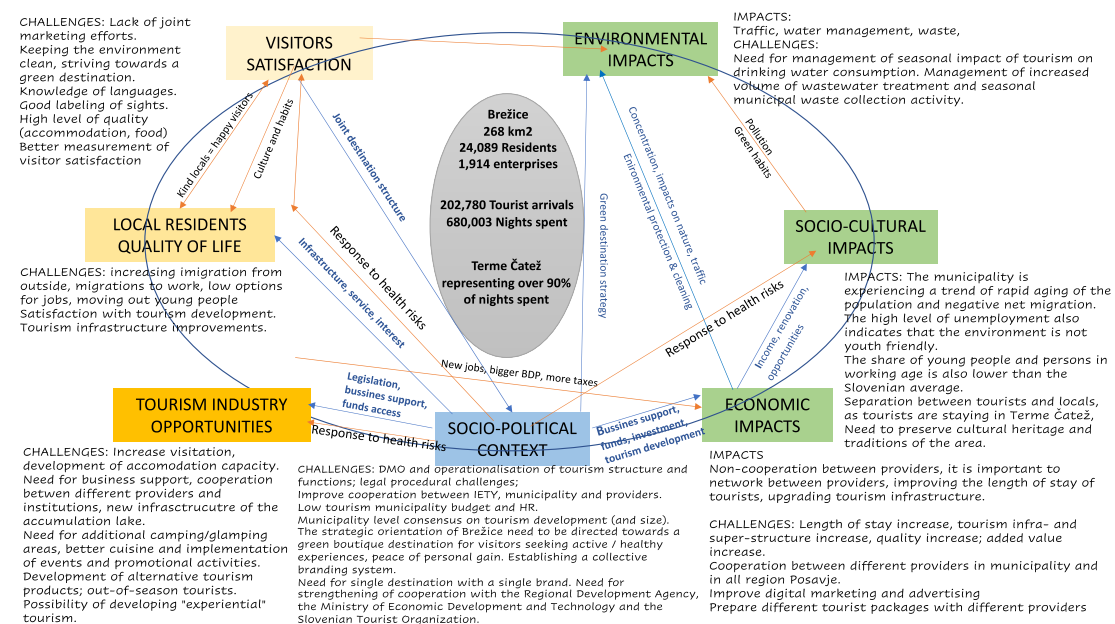 CHALLENGES: Lack of joint
marketing efforts.
Keeping the environment
clean, striving towards a
green destination.
Knowledge of languages.
Good labeling of sights.
High level of quality
(accommodation, food)
Better measurement of
visitor satisfaction
VISITORS
SATISFACTION
ENVIRONMENTAL
IMPACTS
IMPACTS:
Traffic, water management, waste,
CHALLENGES:
Need for management of seasonal impact of tourism on
drinking water consumption. Management of increased
volume of wastewater treatment and seasonal
municipal waste collection activity.
Kind locals = happy visitors
Culture and habits
Joint destination structure
Brežice
268 km2
24,089 Residents
1,914 enterprises
202,780 Tourist arrivals
680,003 Nights spent
Terme Čatež
representing over 90%
of nights spent
Green destination strategy
Concentration, impacts on nature, traffic
Enironmental protection & cleaning
Pollution
Green habits
LOCAL RESIDENTS
QUALITY OF LIFE
SOCIO-CULTURAL
IMPACTS
CHALLENGES: increasing imigration from
outside, migrations to work, low options
for jobs, moving out young people
Satisfaction with tourism development.
Tourism infrastructure improvements.
Infrastructure, service, interest
Response to health risks
Response to health risks
Income, renovation,
opportunities
IMPACTS: The municipality is
experiencing a trend of rapid aging of the
population and negative net migration.
The high level of unemployment also
indicates that the environment is not
youth friendly.
The share of young people and persons in
working age is also lower than the
Slovenian average.
Separation between tourists and locals,
as tourists are staying in Terme Čatež,
Need to preserve cultural heritage and
traditions of the area.
New jobs, bigger BDP, more taxes
TOURISM INDUSTRY
OPPORTUNITIES
Legislation,
bussines support,
funds access
Response to health risks
SOCIO-POLITICAL
CONTEXT
Bussines support,
funds, investment,
tourism development
ECONOMIC
IMPACTS
CHALLENGES: Increase visitation,
development of accomodation capacity.
Need for business support, cooperation
betwen different providers and
institutions, new infrasctrucutre of the
accumulation lake.
Need for additional camping/glamping
areas, better cuisine and implementation
of events and promotional activities.
Development of alternative tourism
products; out-of-season tourists.
Possibility of developing "experiential"
tourism.
CHALLENGES: DMO and operationalisation of tourism structure and
functions; legal procedural challenges;
Improve cooperation between IETY, municipality and providers.
Low tourism municipality budget and HR.
Municipality level consensus on tourism development (and size).
The strategic orientation of Brežice need to be directed towards a
green boutique destination for visitors seeking active / healthy
experiences, peace of personal gain. Establishing a collective
branding system.
Need for single destination with a single brand. Need for
strengthening of cooperation with the Regional Development Agency,
the Ministry of Economic Development and Technology and the
Slovenian Tourist Organization.
IMPACTS
Non-cooperation between providers, it is important to
network between providers, improving the length of stay of
tourists, upgrading tourism infrastructure.
CHALLENGES: Length of stay increase, tourism infra- and
super-structure increase, quality increase; added value
increase.
Cooperation between different providers in municipality and
in all region Posavje.
Improve digital marketing and advertising
Prepare different tourist packages with different providers